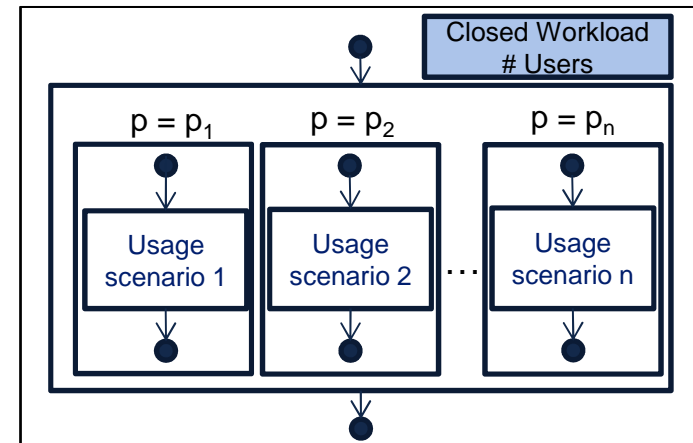 Closed Workload
# Users
p = p₁
p = p₂
p = pₙ
Usage
scenario 1
Usage
scenario 2
...
Usage
scenario n